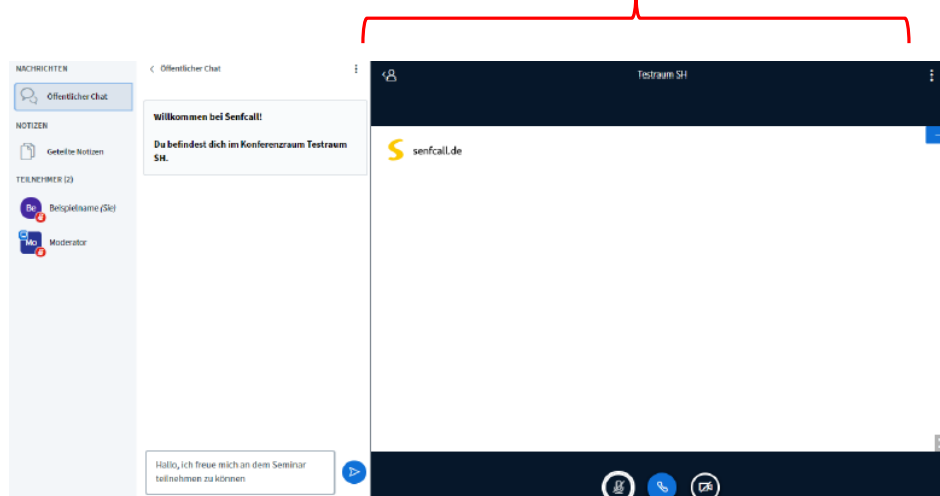 NACHRICHTEN
Öffentlicher Chat
NOTIZEN
Geteilte Notizen
TEILNEHMER (2)
Be
Beispielname (Sie)
Mo
Moderator
Öffentlicher Chat
Willkommen bei Senfcall!
Du befindest dich im Konferenzraum Testraum
SH.
Hallo, ich freue mich an dem Seminar
teilnehmen zu können
Testraum SH
senfcall.de